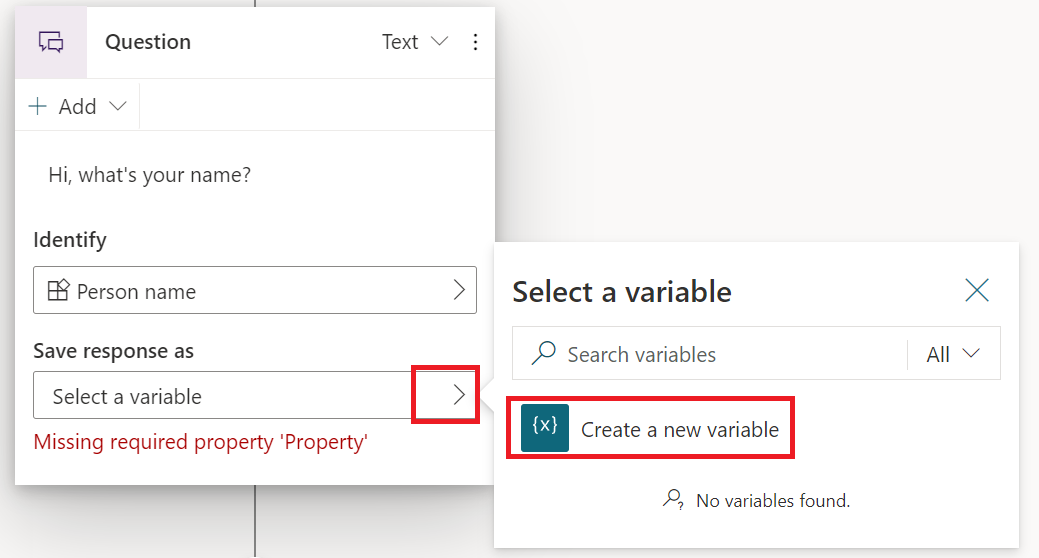 Question
Text
Add
Hi, what's your name?
Identify
Person name
Save response as
Select a variable
Missing required property 'Property'
Select a variable
Search variables
All
{x}
Create a new variable
No variables found.